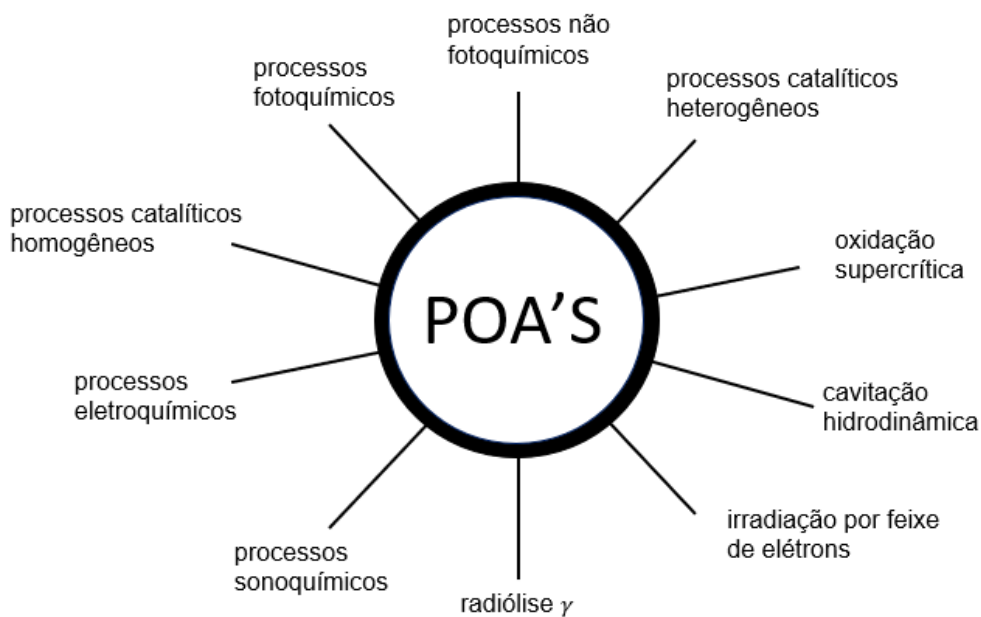 processos não
fotoquímicos
processos
fotoquímicos
processos catalíticos
heterogêneos
processos catalíticos
homogêneos
oxidação
supercrítica
POA'S
processos
eletroquímicos
cavitação
hidrodinâmica
irradiação por feixe
de elétrons
processos
sonoquímicos
radiólise γ